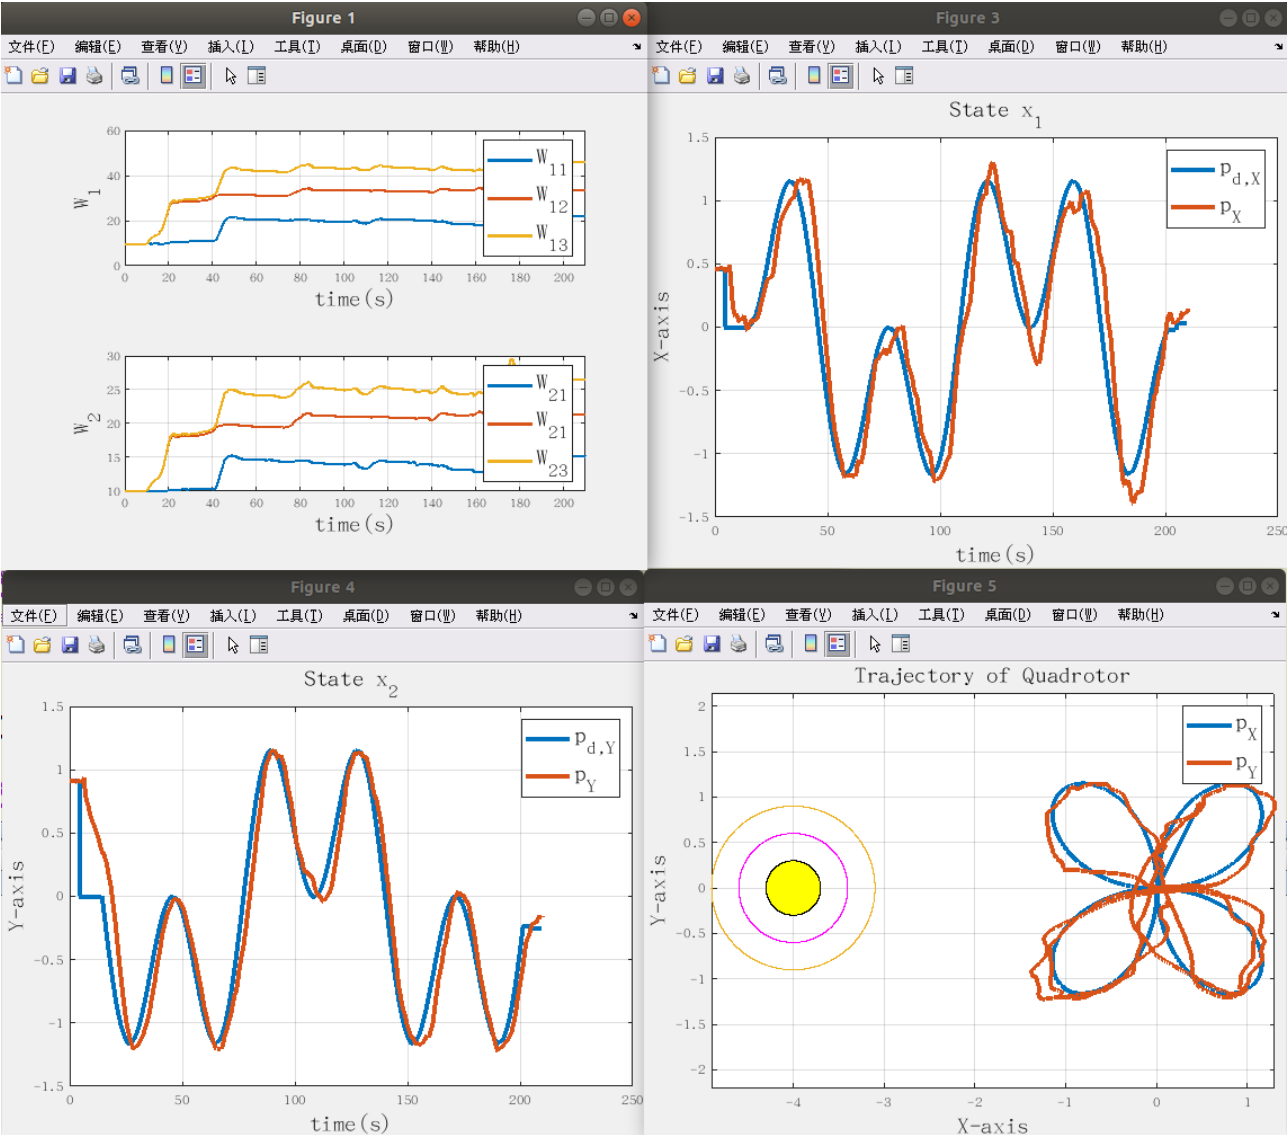 Figure 1
文件(F) 编辑(E) 查看(V) 插入(I) 工具(T) 桌面(D) 窗口(W) 帮助(H)
60
40
20
0
W1
W11
W12
W13
0 20 40 60 80 100 120 140 160 180 200
time(s)
30
25
20
15
10
W2
W21
W21
W23
0 20 40 60 80 100 120 140 160 180 200
time(s)
Figure 3
文件(F) 编辑(E) 查看(V) 插入(I) 工具(T) 桌面(D) 窗口(W) 帮助(H)
State x1
1.5
1
0.5
0
-0.5
-1
-1.5
X-axis
pd,X
pX
0 50 100 150 200 250
time(s)
Figure 4
文件(F) 编辑(E) 查看(V) 插入(I) 工具(T) 桌面(D) 窗口(W) 帮助(H)
State x2
1.5
1
0.5
0
-0.5
-1
-1.5
Y-axis
pd,Y
pY
0 50 100 150 200 250
time(s)
Figure 5
文件(F) 编辑(E) 查看(V) 插入(I) 工具(T) 桌面(D) 窗口(W) 帮助(H)
Trajectory of Quadrotor
2
1.5
1
0.5
0
-0.5
-1
-1.5
-2
Y-axis
pX
pY
-4 -3 -2 -1 0 1
X-axis